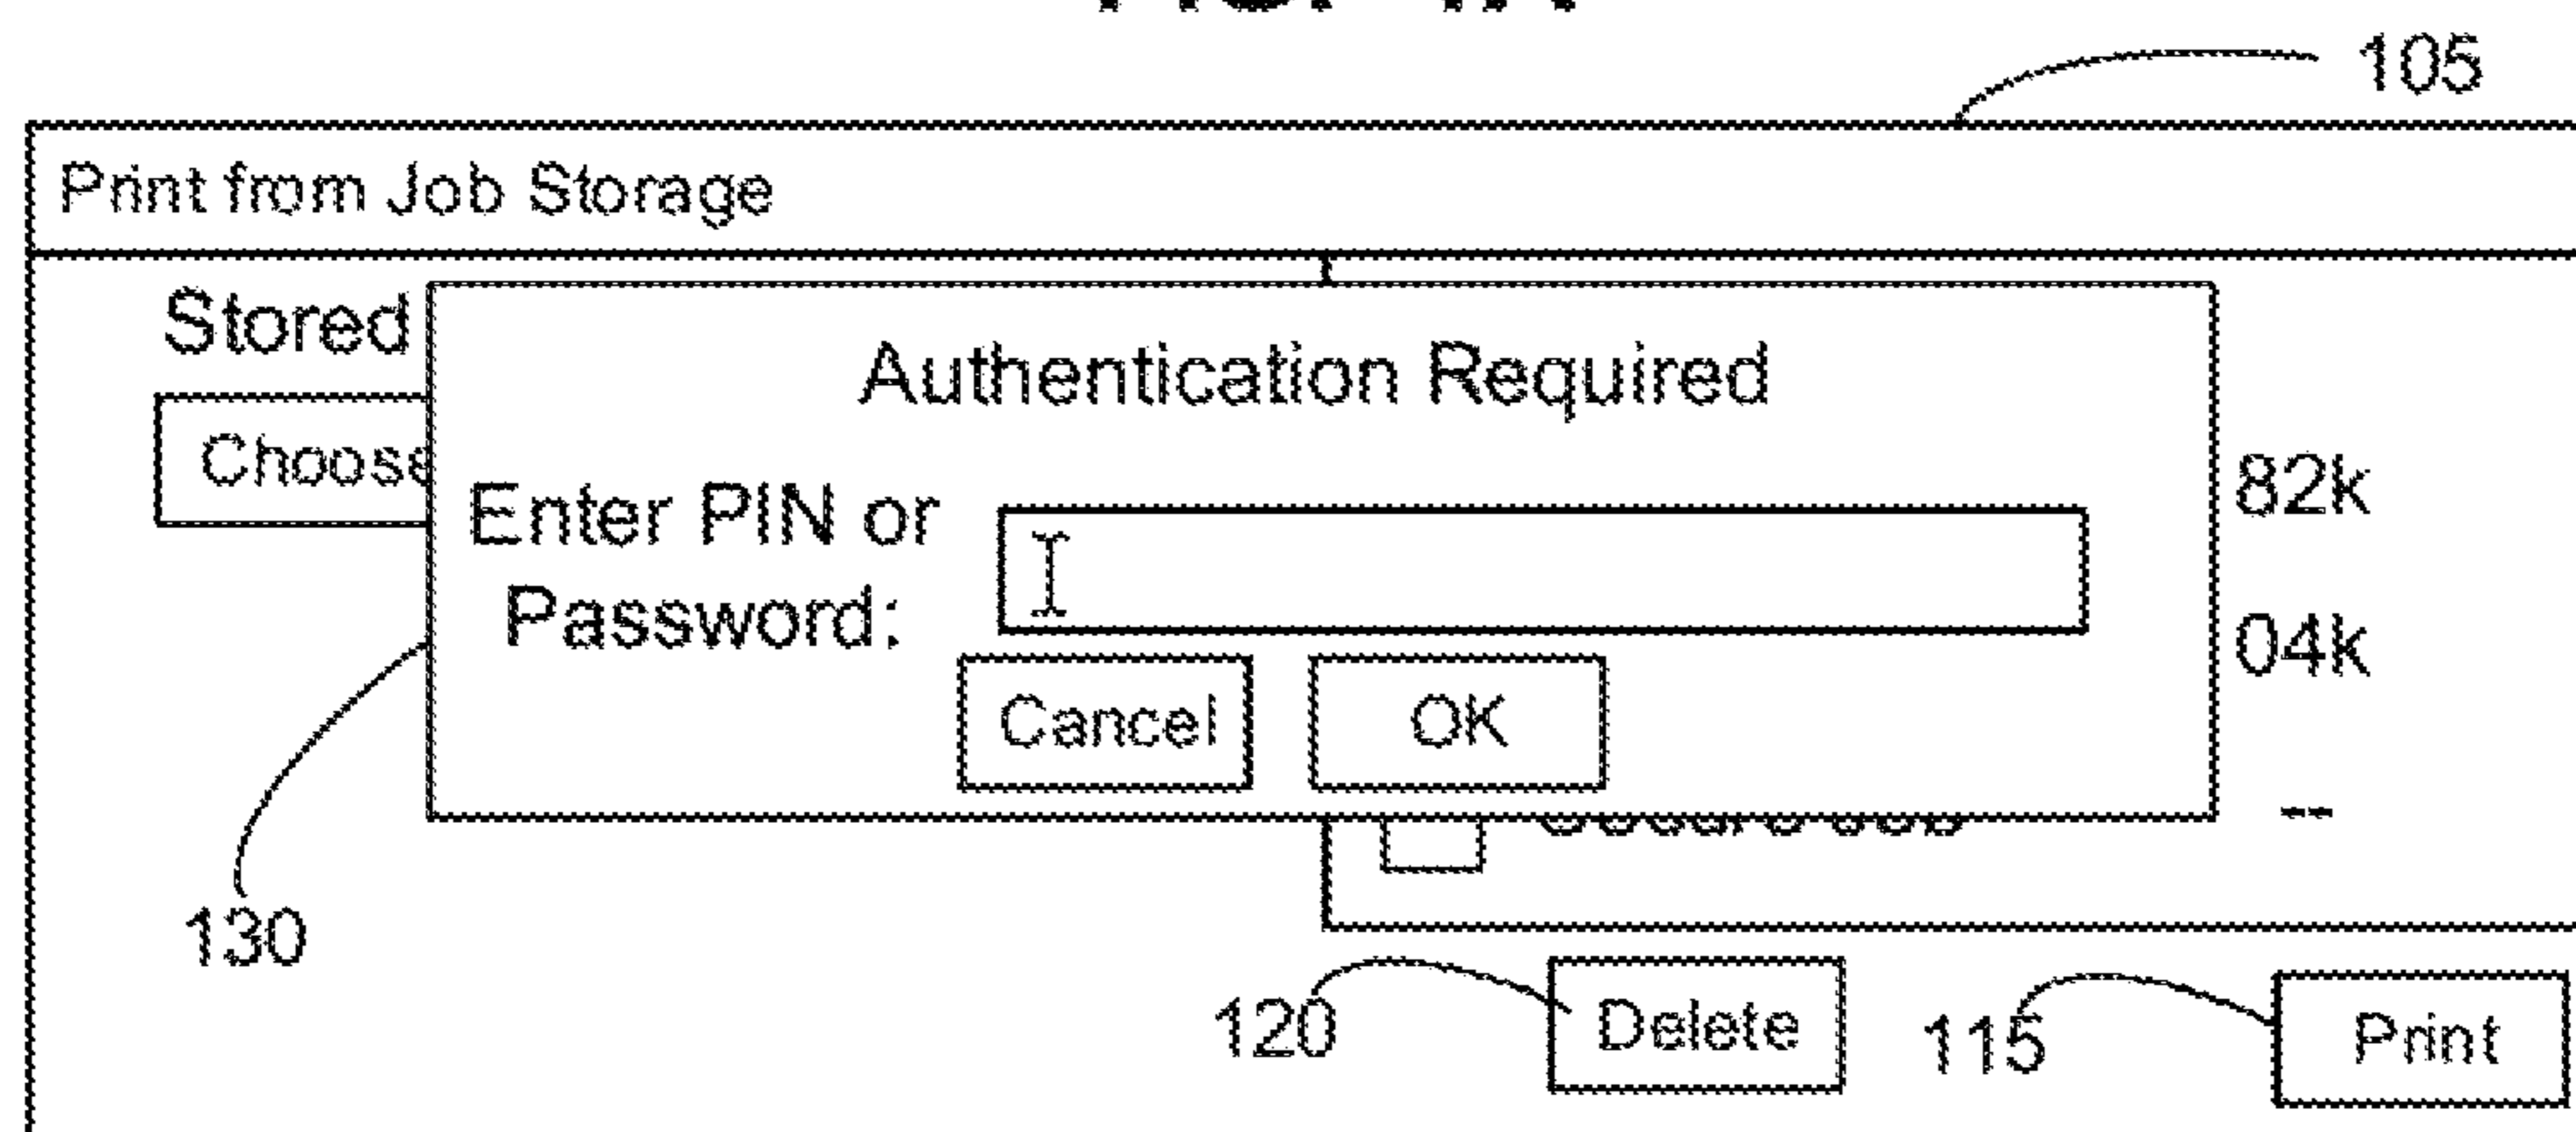 105
Print from Job Storage
Stored
Authentication Required
Choose
82k
Enter PIN or
Password:
04k
Cancel
OK
--
130
120
Delete
115
Print